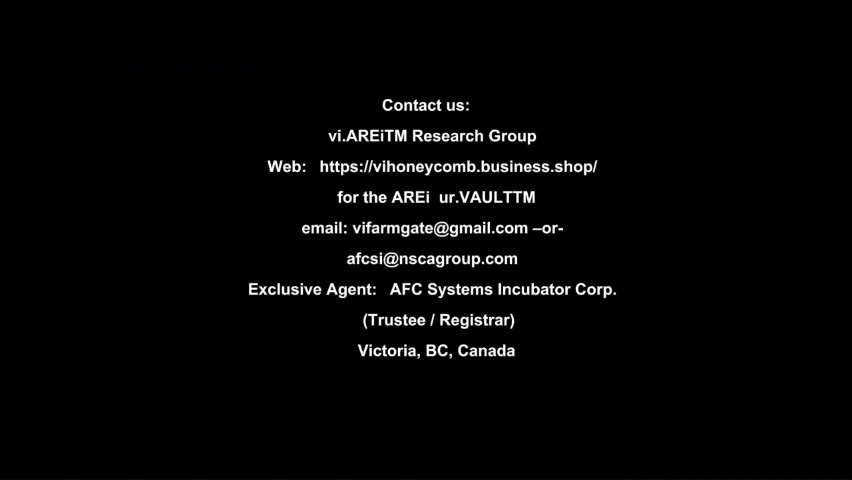 Contact us:
vi.AREiTM Research Group
Web: https://vihoneycomb.business.shop/
for the AREi ur.VAULTTM
email: vifarmgate@gmail.com –or-
afcsi@nscagroup.com
Exclusive Agent: AFC Systems Incubator Corp.
(Trustee / Registrar)
Victoria, BC, Canada